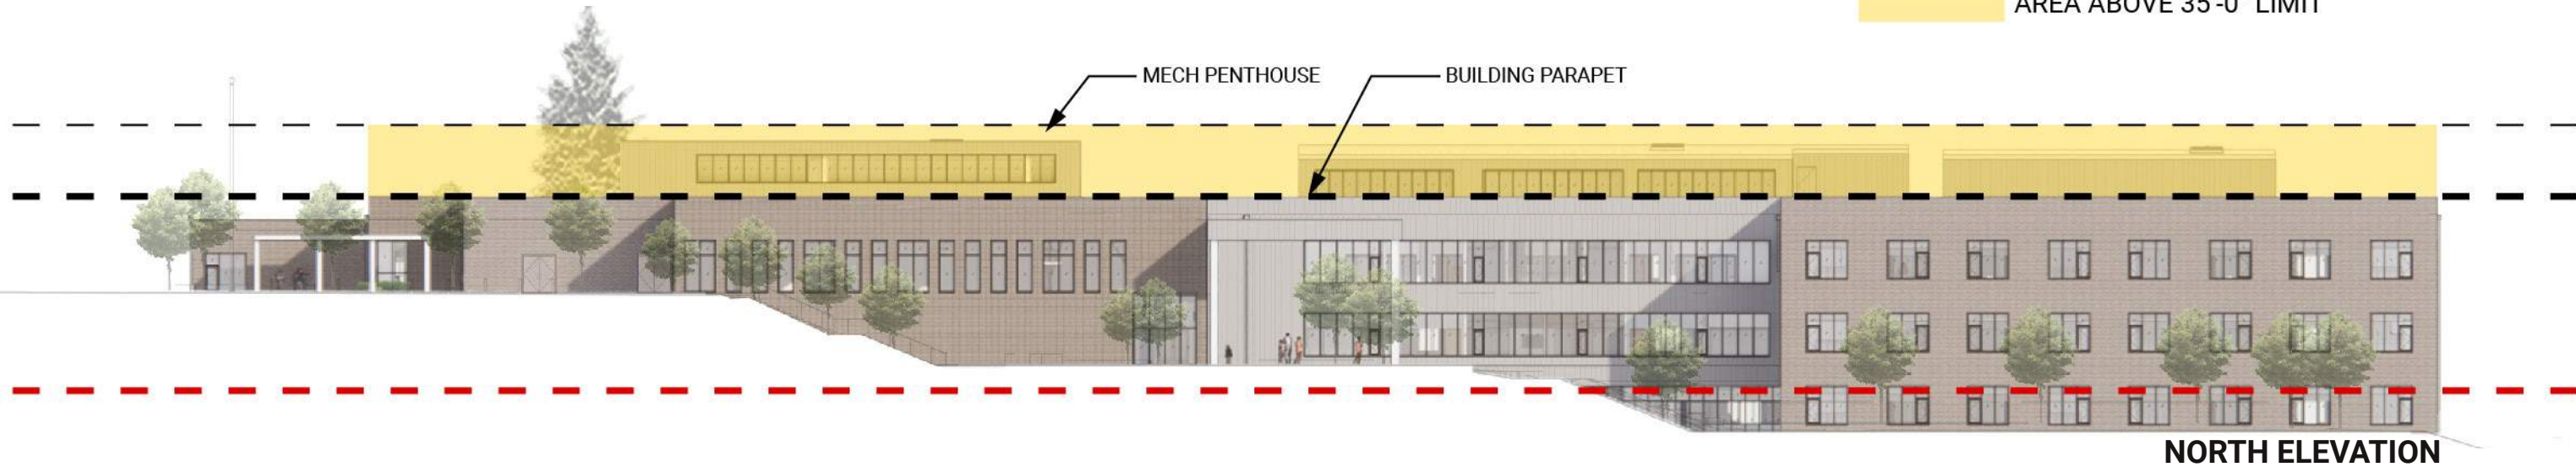 AREA ABOVE 35'-0" LIMIT
MECH PENTHOUSE
BUILDING PARAPET
NORTH ELEVATION